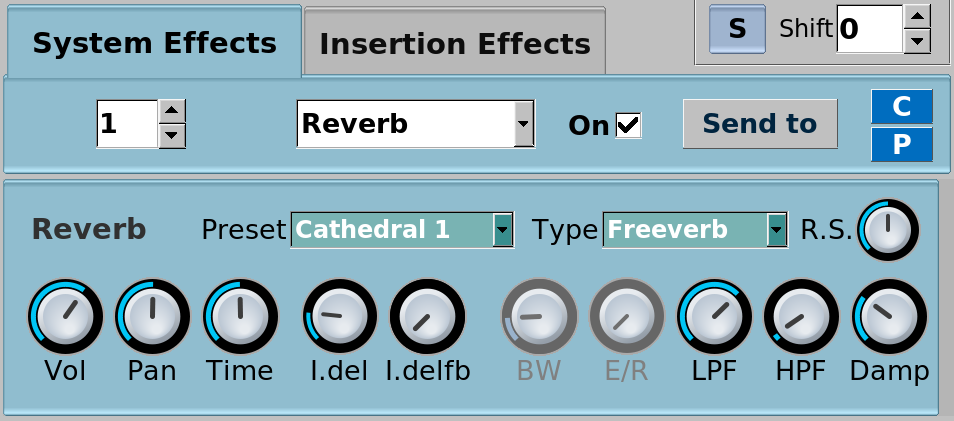 System Effects Insertion Effects S Shift 0
1 Reverb On Send to C
P
Reverb Preset Cathedral 1 Type Freeverb R.S.
Vol Pan Time I.del I.delfb BW E/R LPF HPF Damp